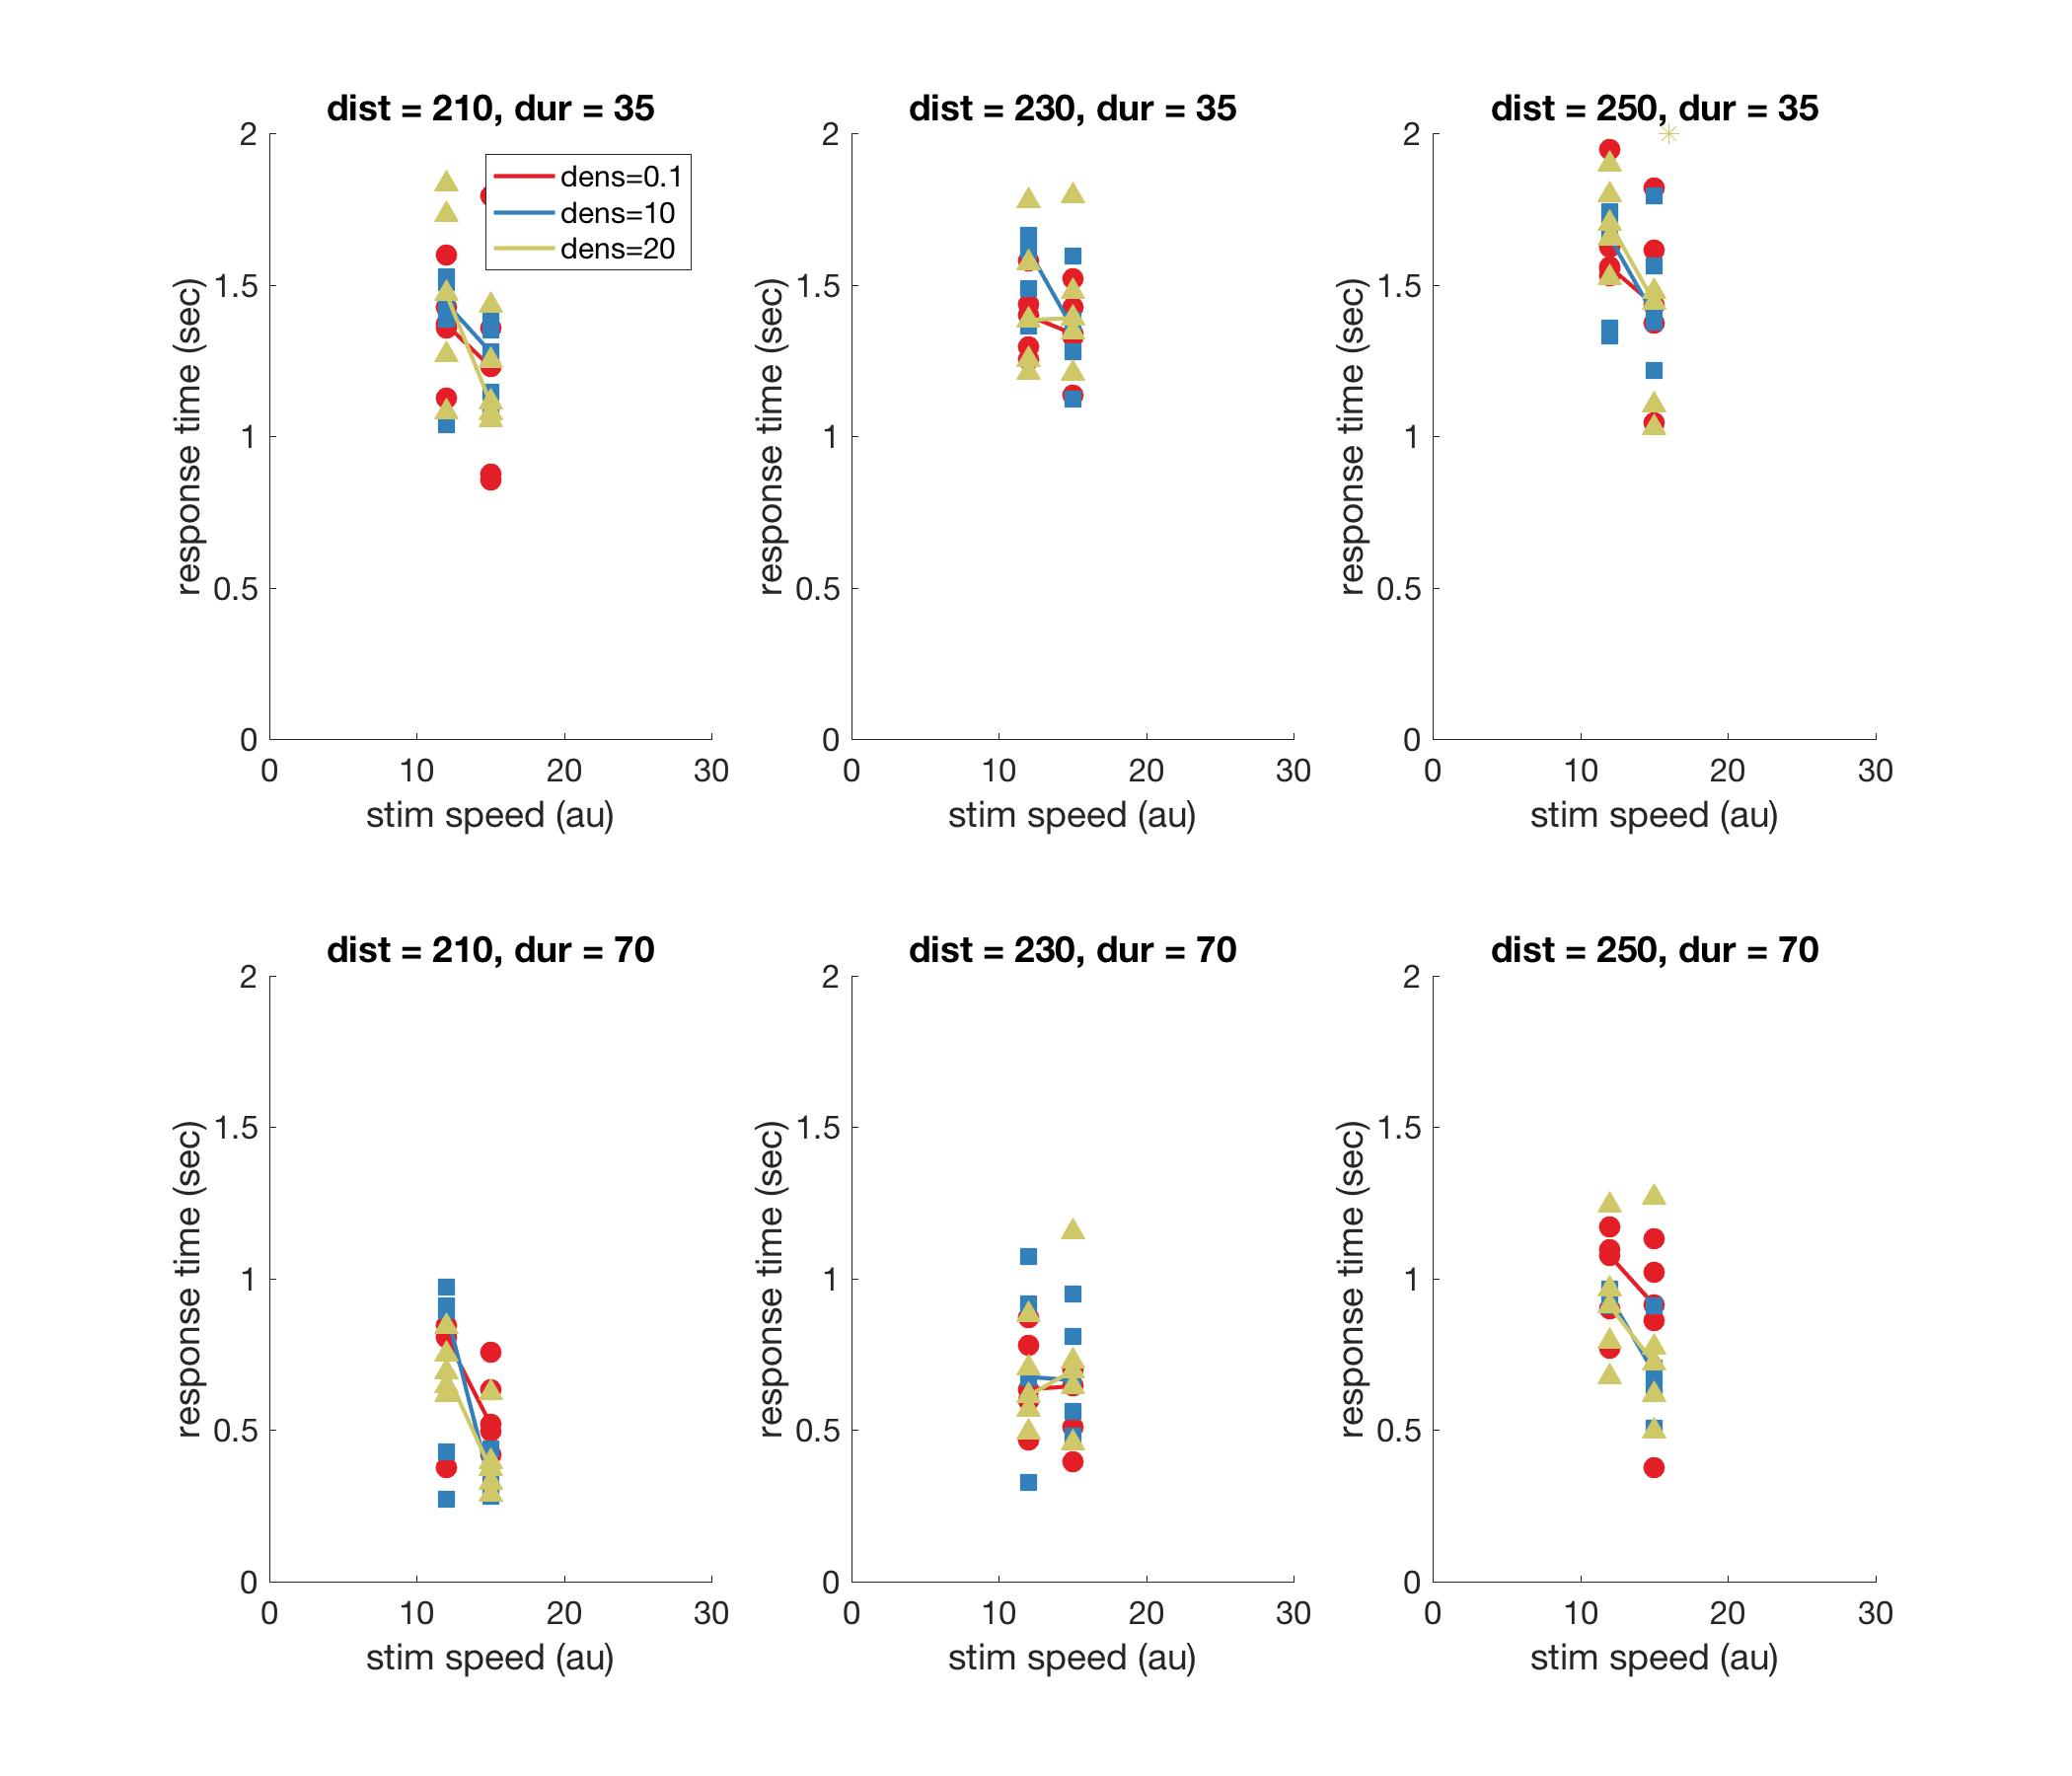 dist = 210, dur = 35
2
1.5
1
0.5
0
0
10
20
30
response time (sec)
stim speed (au)
dens=0.1
dens=10
dens=20
dist = 230, dur = 35
2
1.5
1
0.5
0
0
10
20
30
response time (sec)
stim speed (au)
dist = 250, dur = 35
2
1.5
1
0.5
0
0
10
20
30
response time (sec)
stim speed (au)
dist = 210, dur = 70
2
1.5
1
0.5
0
0
10
20
30
response time (sec)
stim speed (au)
dist = 230, dur = 70
2
1.5
1
0.5
0
0
10
20
30
response time (sec)
stim speed (au)
dist = 250, dur = 70
2
1.5
1
0.5
0
0
10
20
30
response time (sec)
stim speed (au)